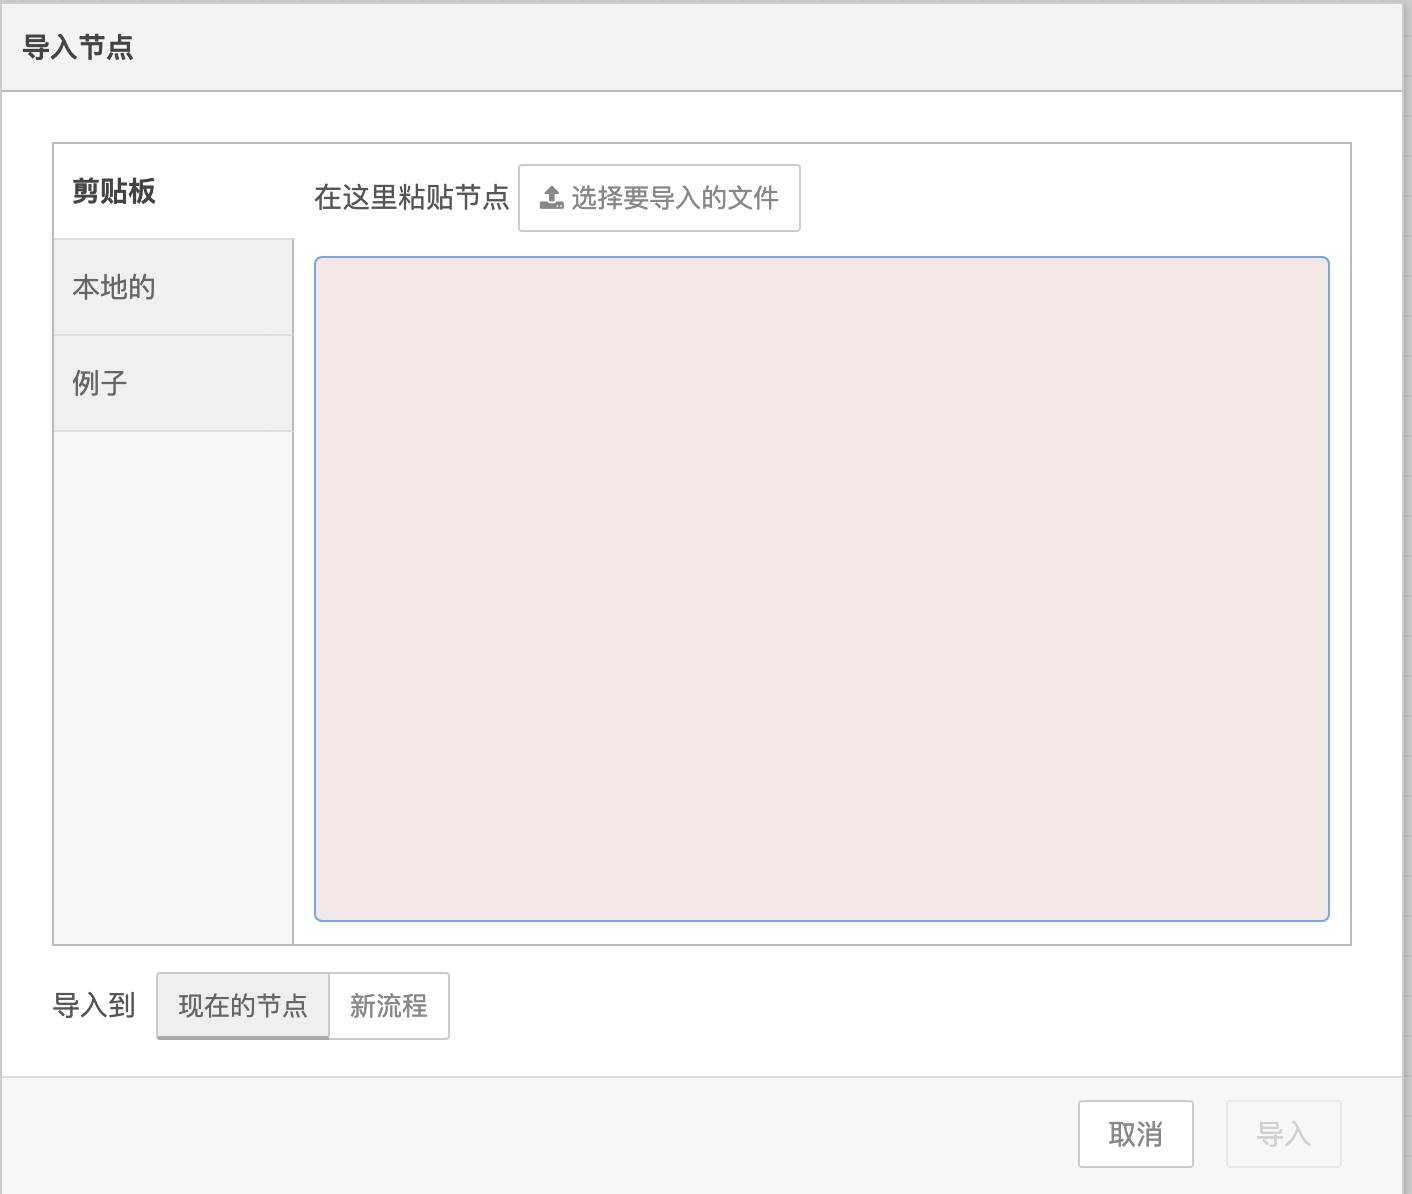 导入节点
剪贴板
在这里粘贴节点 选择要导入的文件
本地的
例子
导入到 现在的节点 新流程
取消 导入